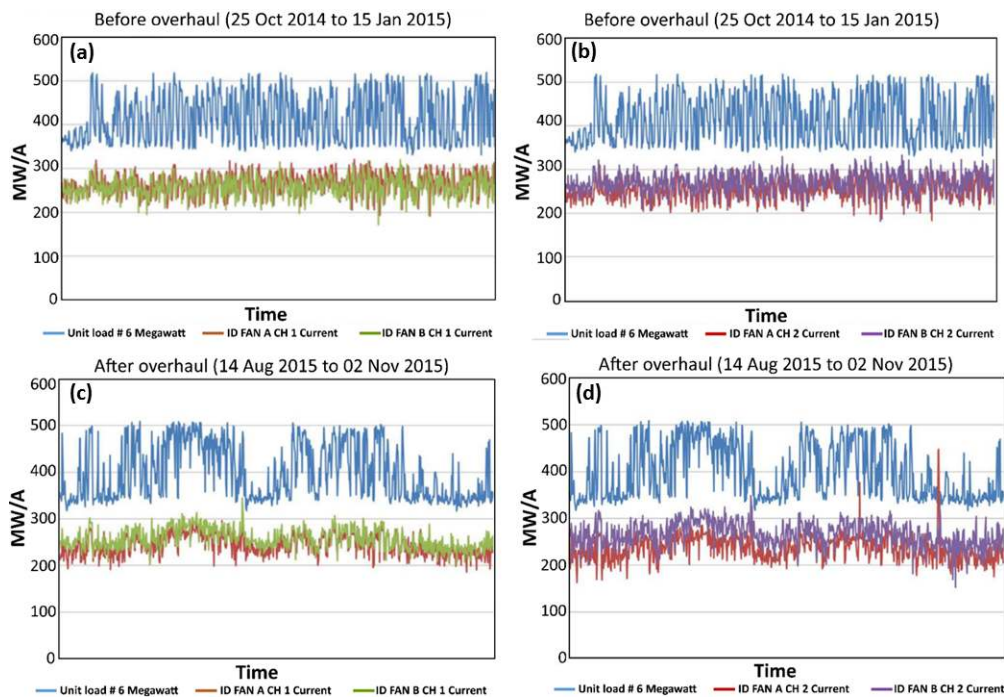 Before overhaul (25 Oct 2014 to 15 Jan 2015)
600
(a)
500
400
300
200
100
0
MW/A
Time
Unit load # 6 Megawatt ID FAN A CH 1 Current ID FAN B CH 1 Current
Before overhaul (25 Oct 2014 to 15 Jan 2015)
600
(b)
500
400
300
200
100
0
MW/A
Time
Unit load # 6 Megawatt ID FAN A CH 2 Current ID FAN B CH 2 Current
After overhaul (14 Aug 2015 to 02 Nov 2015)
600
(c)
500
400
300
200
100
0
MW/A
Time
Unit load # 6 Megawatt ID FAN A CH 1 Current ID FAN B CH 1 Current
After overhaul (14 Aug 2015 to 02 Nov 2015)
600
(d)
500
400
300
200
100
0
MW/A
Time
Unit load # 6 Megawatt ID FAN A CH 2 Current ID FAN B CH 2 Current